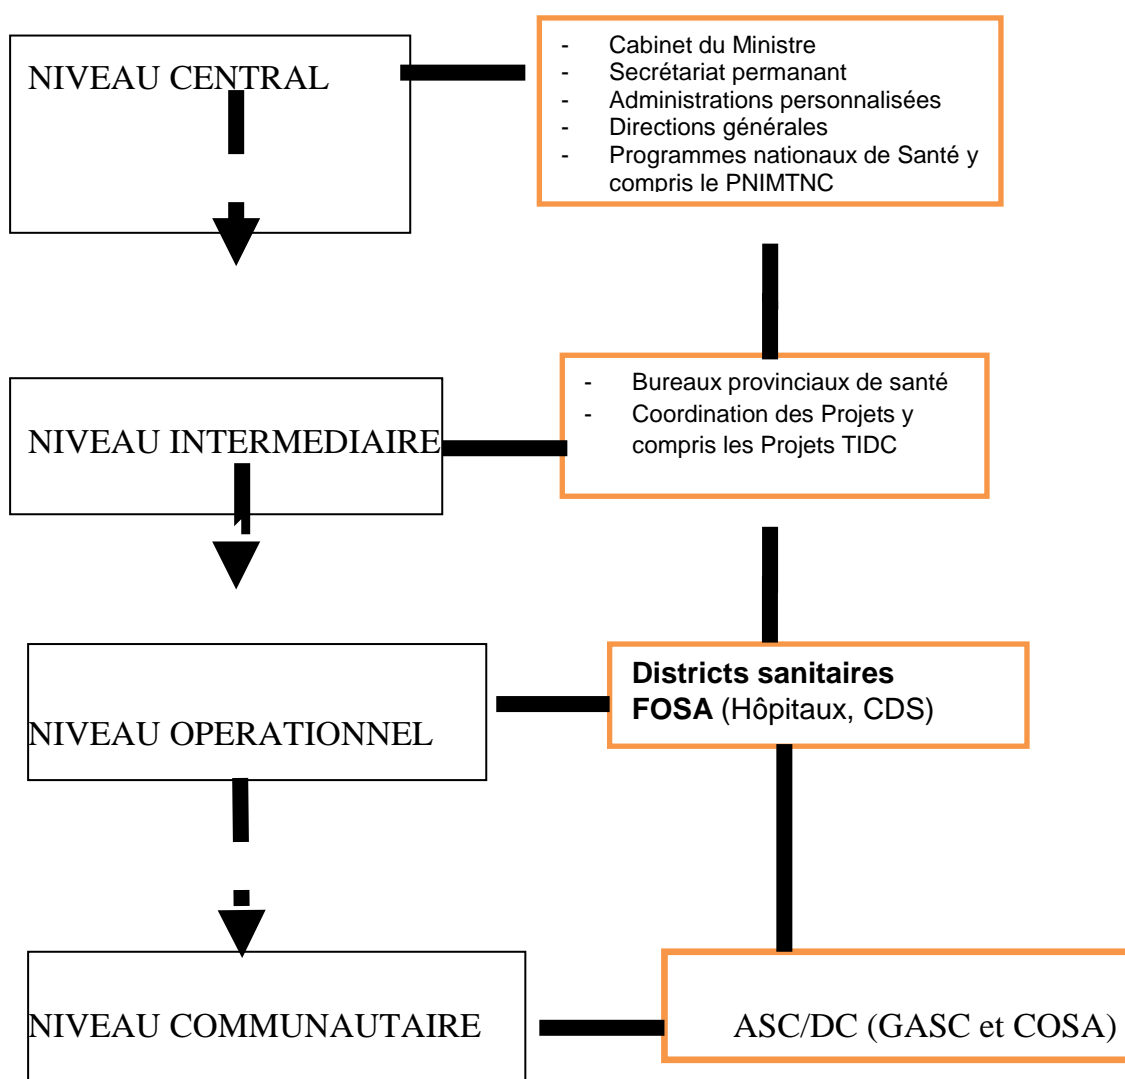 NIVEAU CENTRAL
- Cabinet du Ministre
- Secrétariat permanant
- Administrations personnalisées
- Directions générales
- Programmes nationaux de Santé y
compris le PNIMTNC
NIVEAU INTERMEDIAIRE
- Bureaux provinciaux de santé
- Coordination des Projets y
compris les Projets TIDC
NIVEAU OPERATIONNEL
Districts sanitaires
FOSA (Hôpitaux, CDS)
NIVEAU COMMUNAUTAIRE
ASC/DC (GASC et COSA)